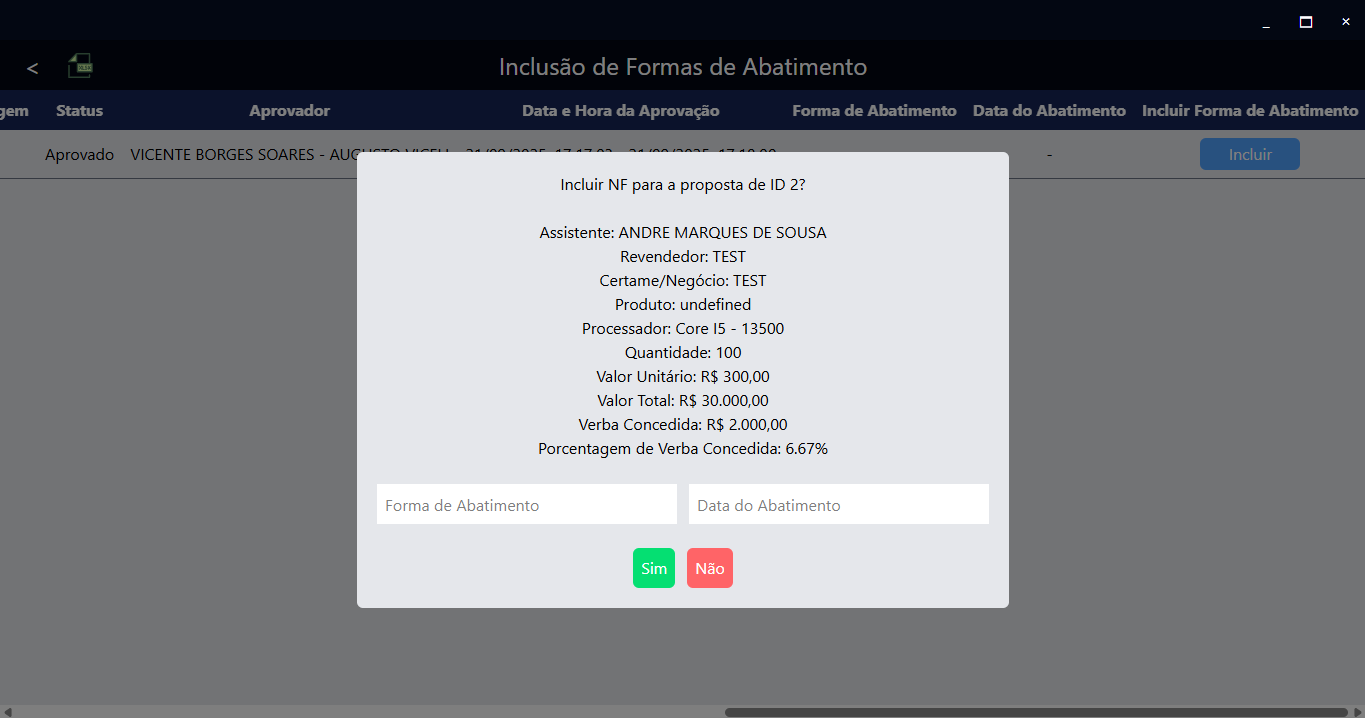 Inclusão de Formas de Abatimento
gem Status Aprovador Data e Hora da Aprovação Forma de Abatimento Data do Abatimento Incluir Forma de Abatimento
Aprovado VICENTE BORGES SOARES - AUGUSTO - Incluir
Incluir NF para a proposta de ID 2?
Assistente: ANDRE MARQUES DE SOUSA
Revendedor: TEST
Certame/Negócio: TEST
Produto: undefined
Processador: Core I5 - 13500
Quantidade: 100
Valor Unitário: R$ 300,00
Valor Total: R$ 30.000,00
Verba Concedida: R$ 2.000,00
Porcentagem de Verba Concedida: 6.67%
Forma de Abatimento Data do Abatimento
Sim Não